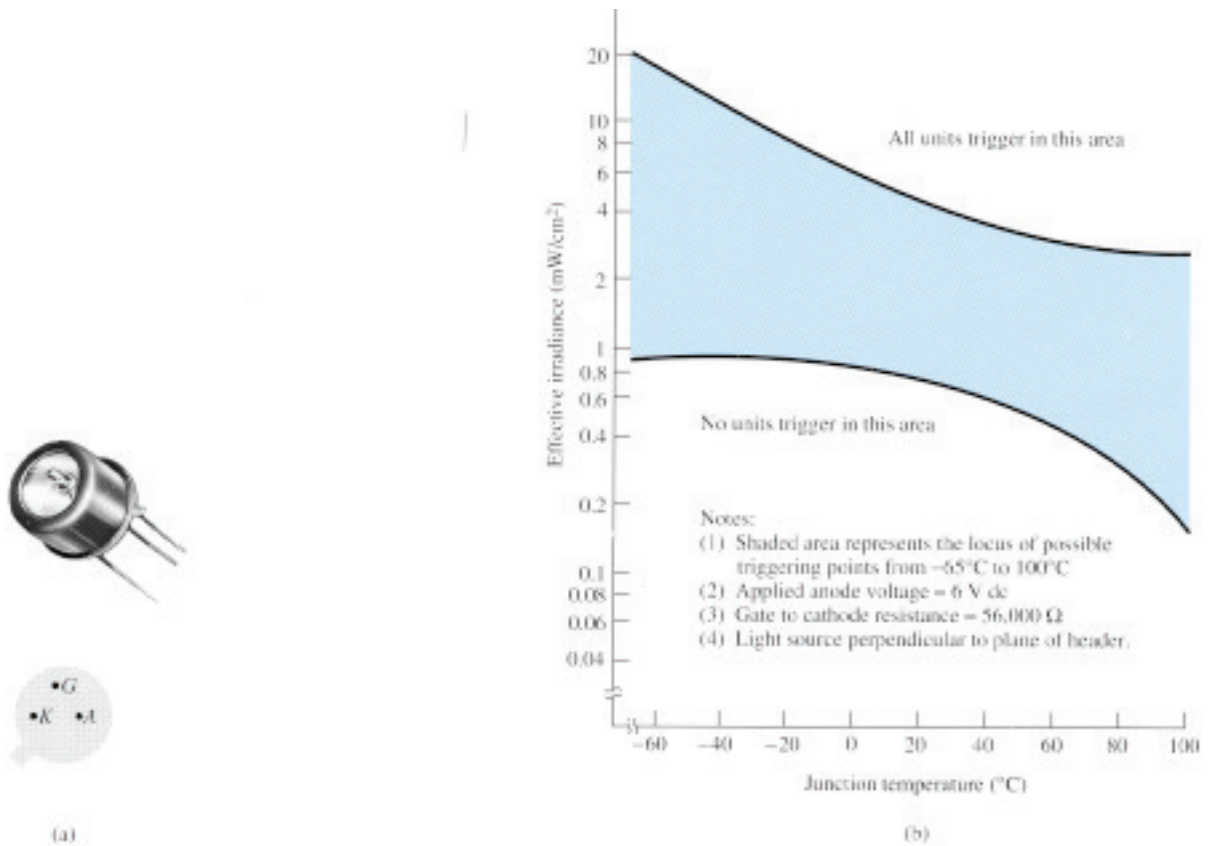 20
10
8
6
4
2
1
0.8
0.6
0.4
0.2
0.1
0.08
0.06
0.04
Effective irradiance (mW/cm²)
All units trigger in this area
No units trigger in this area
Notes:
(1) Shaded area represents the locus of possible
triggering points from −65°C to 100°C
(2) Applied anode voltage = 6 V dc
(3) Gate to cathode resistance = 56,000 Ω
(4) Light source perpendicular to plane of header.
−60 −40 −20 0 20 40 60 80 100
Junction temperature (°C)
G
K A
(a)
(b)